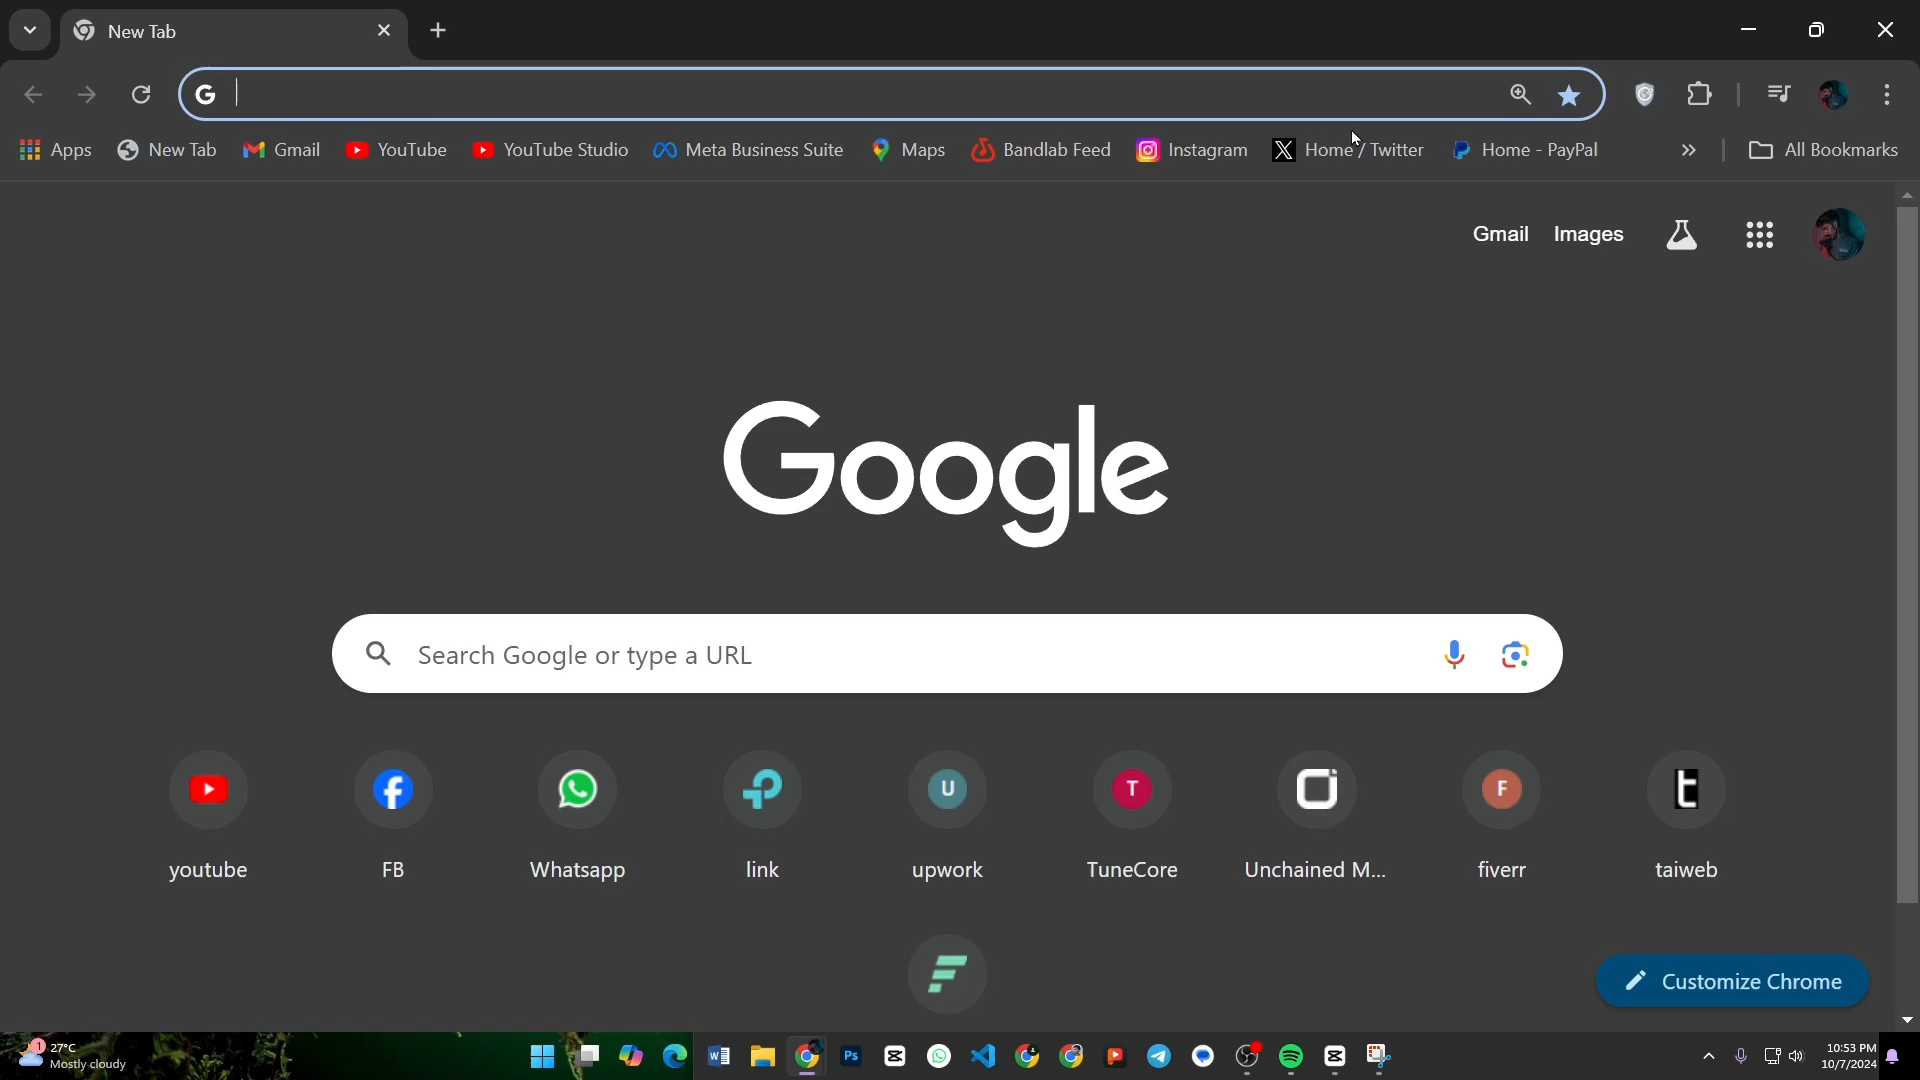 New Tab
Apps New Tab Gmail YouTube YouTube Studio Meta Business Suite Maps Bandlab Feed Instagram Home / Twitter Home - PayPal » All Bookmarks
Gmail Images
Google
Search Google or type a URL
U T F
youtube FB Whatsapp link upwork TuneCore Unchained M... fiverr taiweb
Customize Chrome
1 27°C
Mostly cloudy
Ps
10:53 PM
10/7/2024